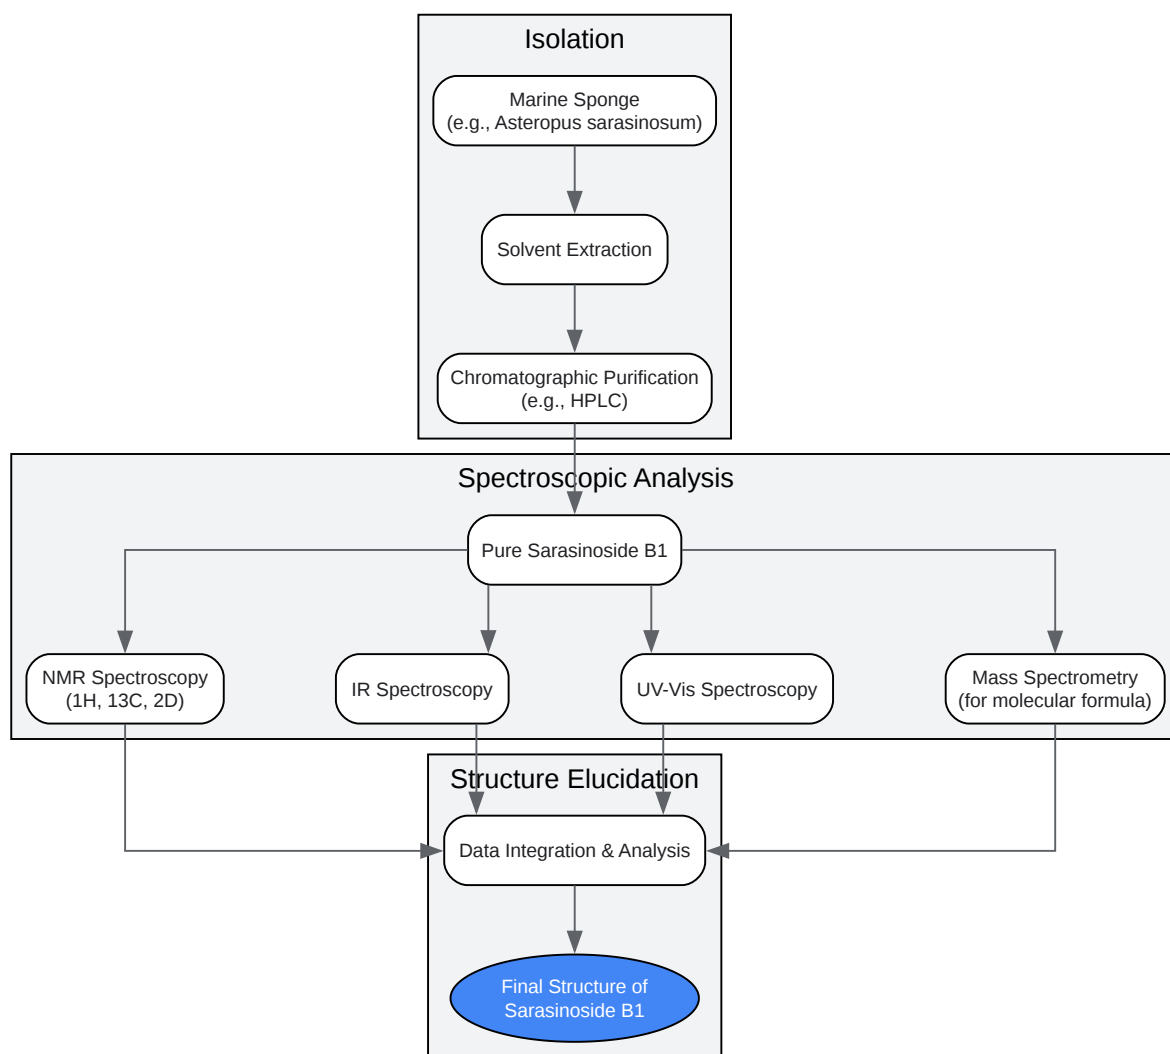 Isolation
Marine Sponge
(e.g., Asteropus sarasinosum)
Solvent Extraction
Chromatographic Purification
(e.g., HPLC)
Spectroscopic Analysis
Pure Sarasinoside B1
NMR Spectroscopy
(1H, 13C, 2D)
IR Spectroscopy
UV-Vis Spectroscopy
Mass Spectrometry
(for molecular formula)
Structure Elucidation
Data Integration & Analysis
Final Structure of
Sarasinoside B1